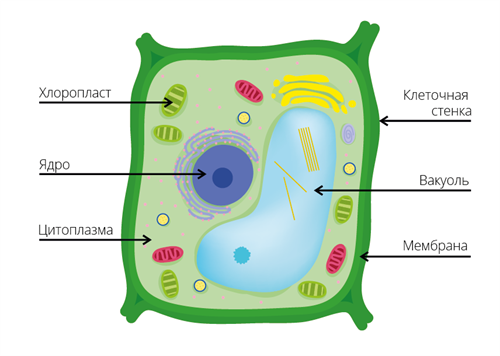 Хлоропласт
Ядро
Цитоплазма
Клеточная
стенка
Вакуоль
Мембрана